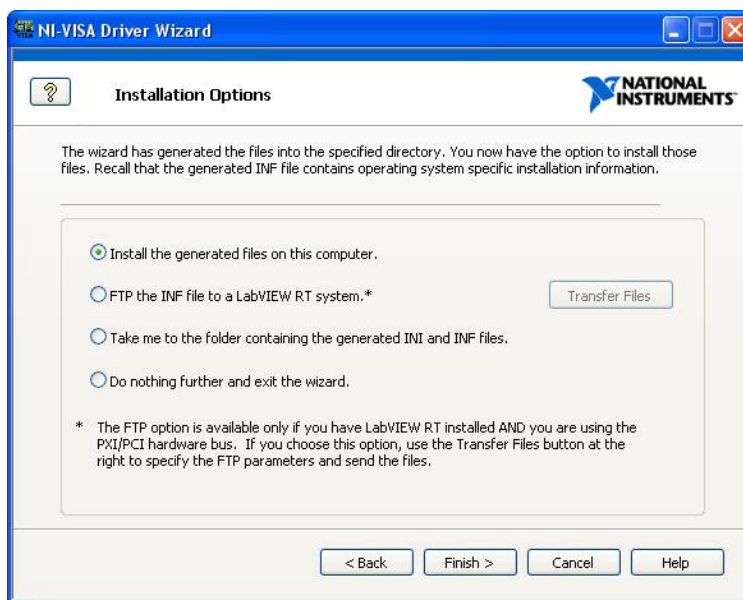 NI-VISA Driver Wizard
?
Installation Options
NATIONAL
INSTRUMENTS
The wizard has generated the files into the specified directory. You now have the option to install those
files. Recall that the generated INF file contains operating system specific installation information.
Install the generated files on this computer.
FTP the INF file to a LabVIEW RT system.*
Transfer Files
Take me to the folder containing the generated INI and INF files.
Do nothing further and exit the wizard.
* The FTP option is available only if you have LabVIEW RT installed AND you are using the
PXI/PCI hardware bus. If you choose this option, use the Transfer Files button at the
right to specify the FTP parameters and send the files.
< Back
Finish >
Cancel
Help